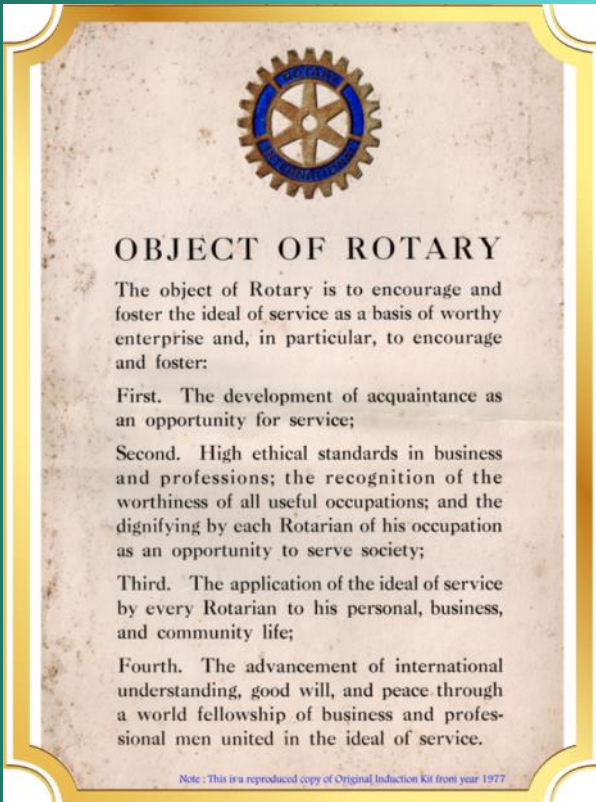 ROTARY
INTERNATIONAL
OBJECT OF ROTARY
The object of Rotary is to encourage and
foster the ideal of service as a basis of worthy
enterprise and, in particular, to encourage
and foster:
First. The development of acquaintance as
an opportunity for service;
Second. High ethical standards in business
and professions; the recognition of the
worthiness of all useful occupations; and the
dignifying by each Rotarian of his occupation
as an opportunity to serve society;
Third. The application of the ideal of service
by every Rotarian to his personal, business,
and community life;
Fourth. The advancement of international
understanding, good will, and peace through
a world fellowship of business and profes-
sional men united in the ideal of service.
Note : This is a reproduced copy of Original Induction Kit from year 1977